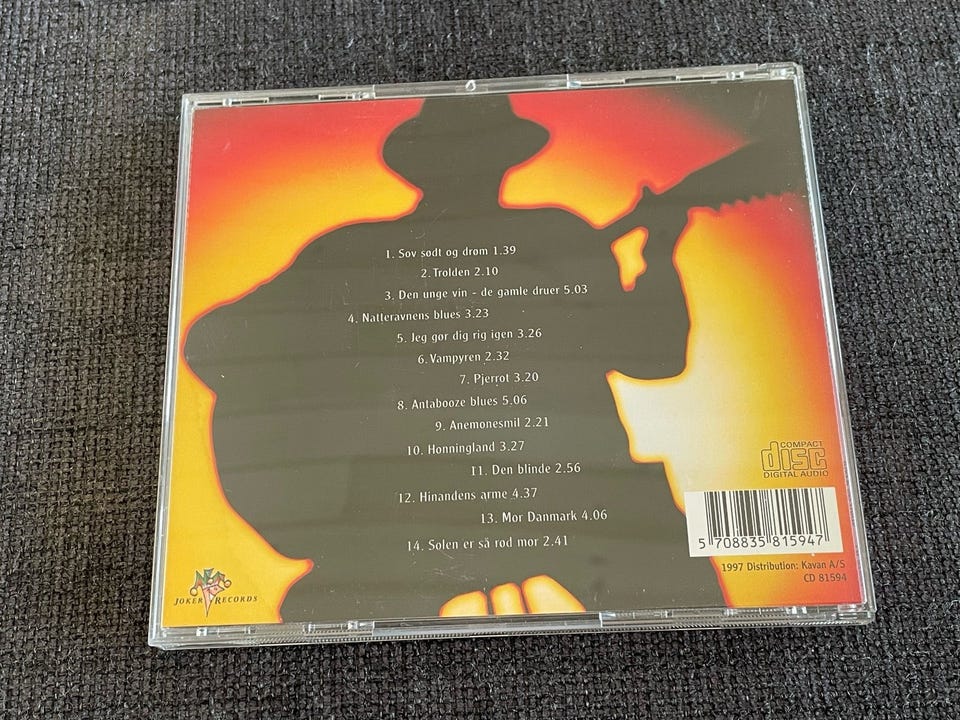 1. Sov sødt og drøm 1.39
2. Trolden 2.10
3. Den unge vin - de gamle druer 5.03
4. Natteravnens blues 3.23
5. Jeg gør dig rig igen 3.26
6. Vampyren 2.32
7. Pjerrot 3.20
8. Antabooze blues 5.06
9. Anemonesmil 2.21
10. Honningland 3.27
11. Den blinde 2.56
12. Hinandens arme 4.37
13. Mor Danmark 4.06
14. Solen er så rød mor 2.41
COMPACT
disc
DIGITAL AUDIO
5 708835 815947
1997 Distribution: Kavan A/S
CD 81594
JOKER RECORDS